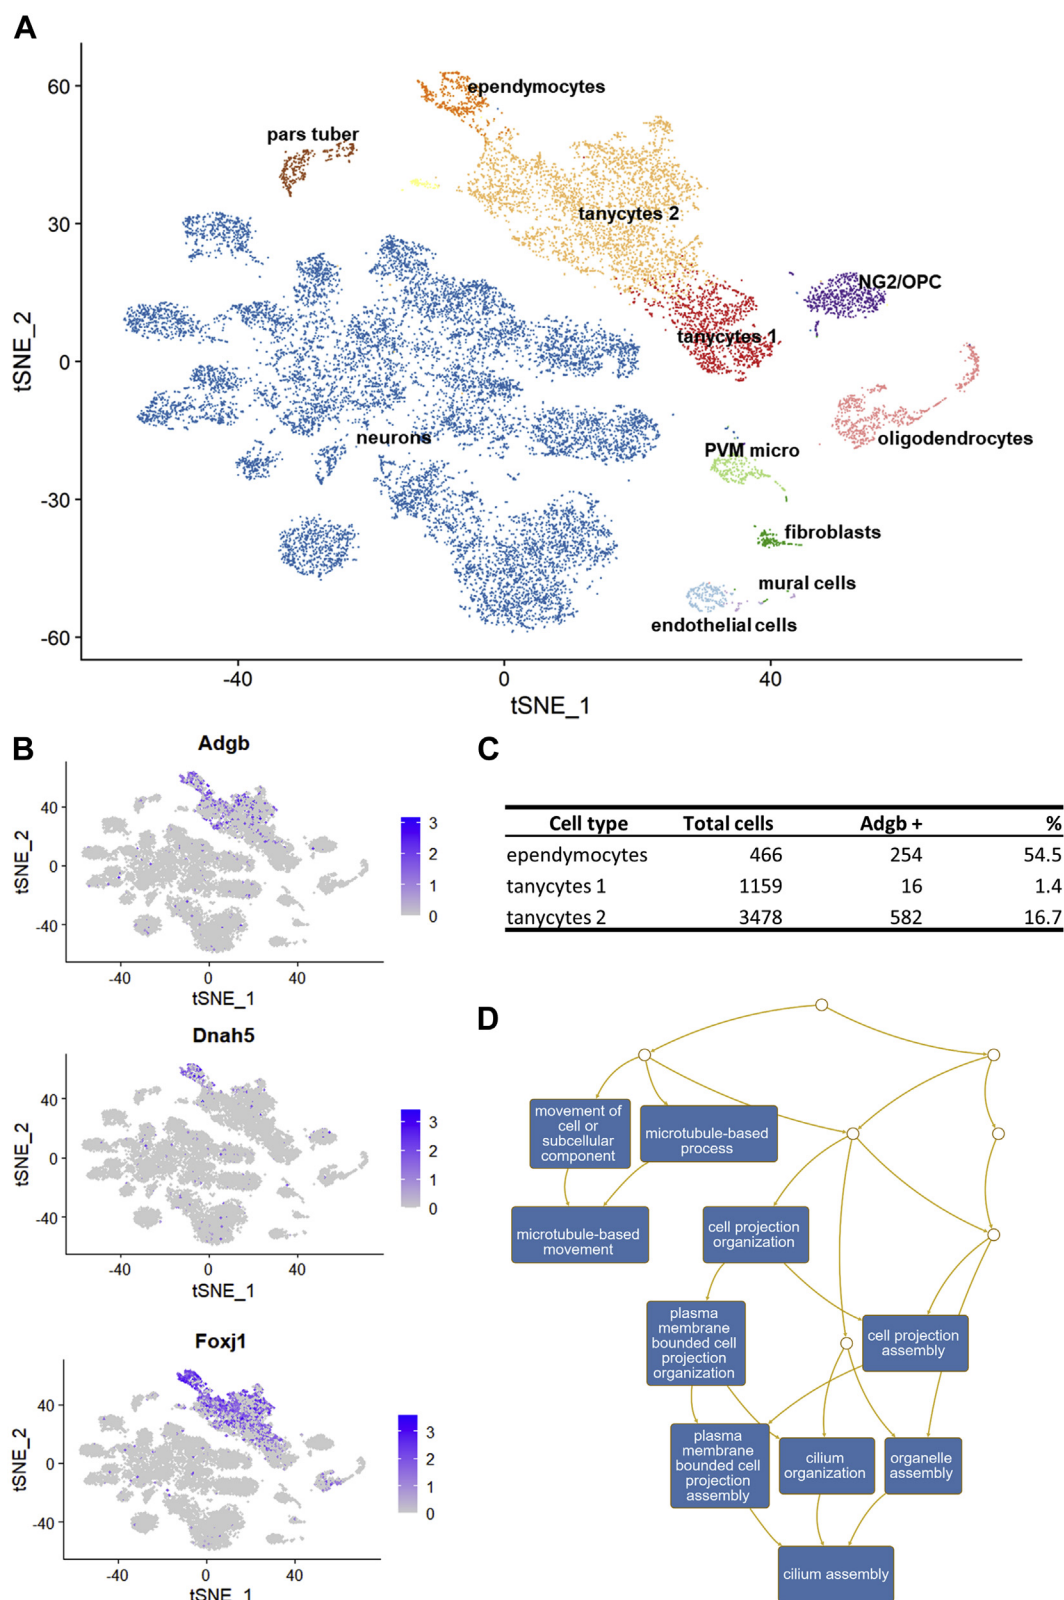 A
60
30
0
-30
-60
tSNE_2
-40
0
40
tSNE_1
ependymocytes
pars tuber
tanycytes 2
NG2/OPC
tanycytes 1
neurons
oligodendrocytes
PVM micro
fibroblasts
mural cells
endothelial cells
B
Adgb
40
0
-40
tSNE_2
-40
0
40
tSNE_1
3
2
1
0
Dnah5
40
0
-40
tSNE_2
-40
0
40
tSNE_1
3
2
1
0
Foxj1
40
0
-40
tSNE_2
-40
0
40
tSNE_1
3
2
1
0
C
Cell type Total cells Adgb + %
ependymocytes 466 254 54.5
tanycytes 1 1159 16 1.4
tanycytes 2 3478 582 16.7
D
movement of
cell or
subcellular
component
microtubule-based
process
microtubule-based
movement
cell projection
organization
plasma
membrane
bounded cell
projection
organization
cell projection
assembly
plasma
membrane
bounded cell
projection
assembly
cilium
organization
organelle
assembly
cilium assembly